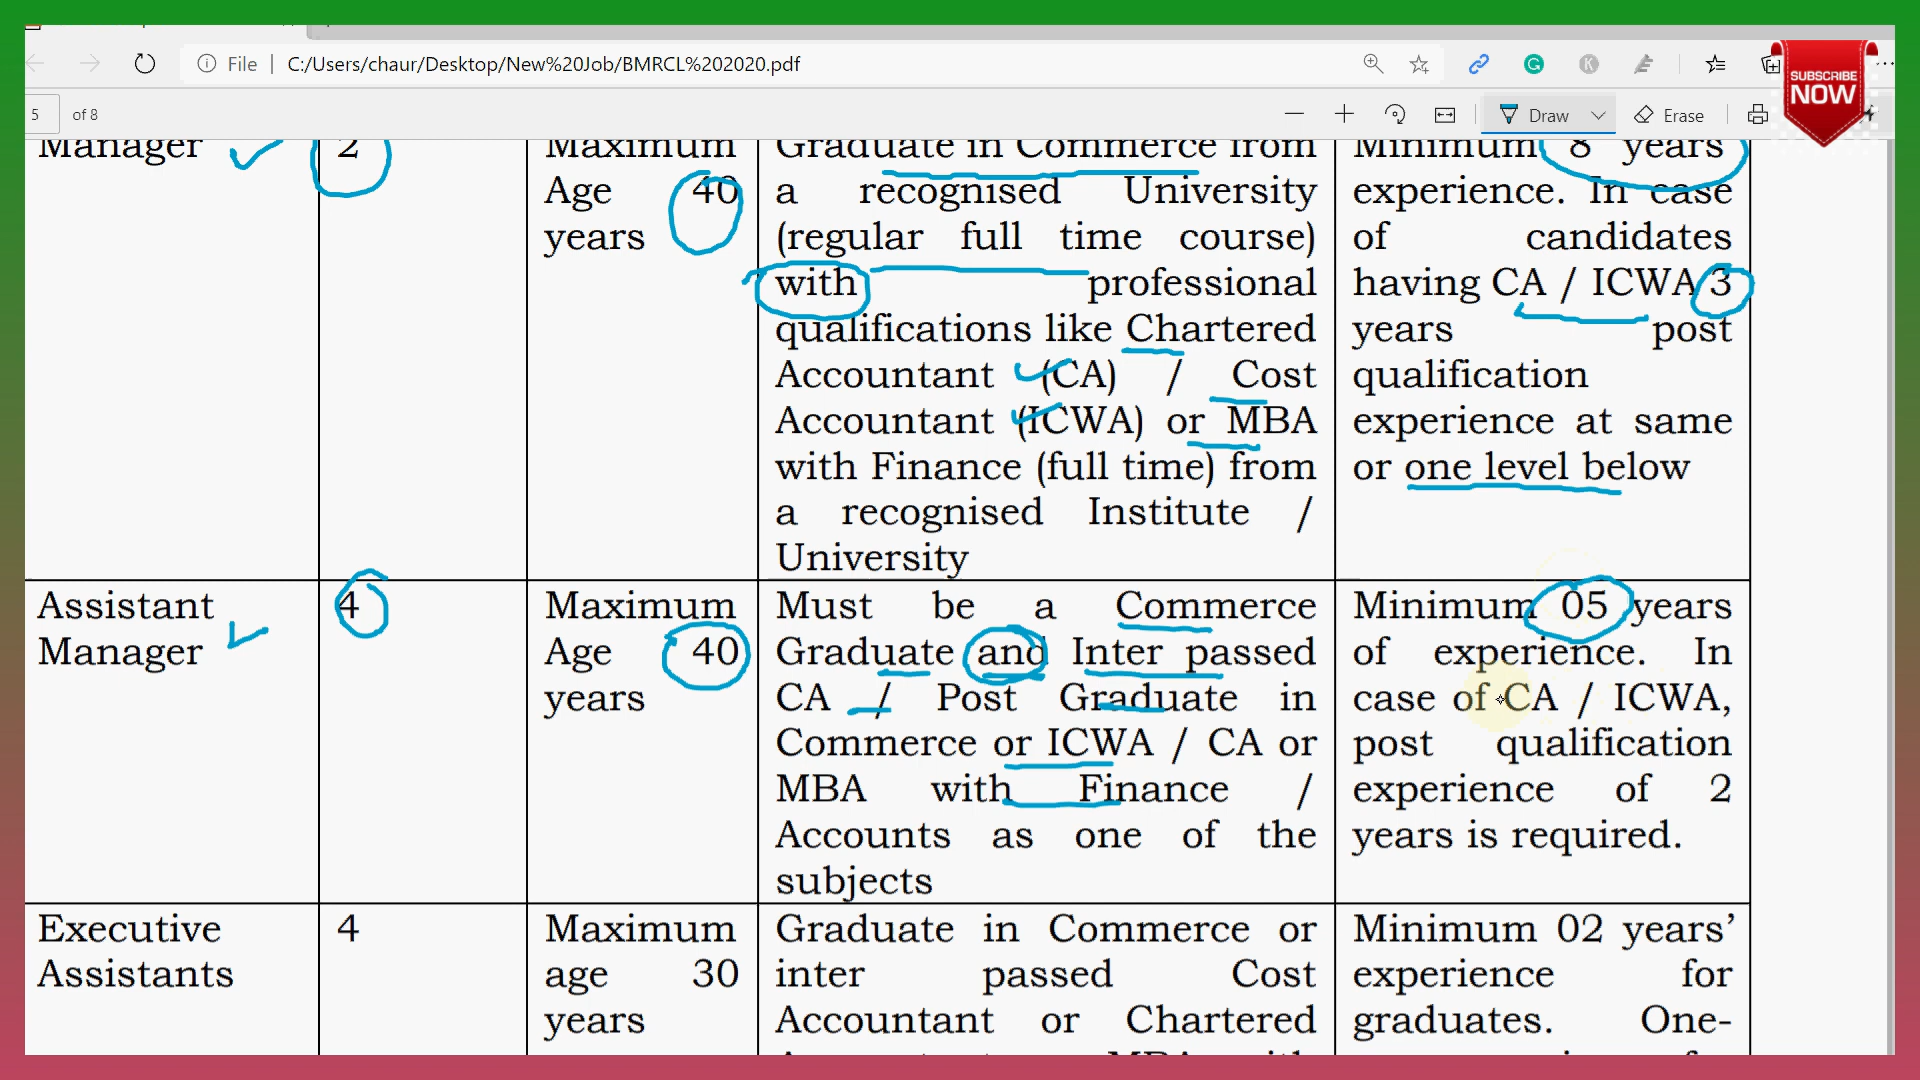 File | C:/Users/chaur/Desktop/New%20Job/BMRCL%202020.pdf
SUBSCRIBE
NOW
5 of 8
Draw
Erase
Manager
2
Maximum
Age 40
years
Graduate in Commerce from
a recognised University
(regular full time course)
with professional
qualifications like Chartered
Accountant (CA) / Cost
Accountant (ICWA) or MBA
with Finance (full time) from
a recognised Institute /
University
Minimum 8 years
experience. In case
of candidates
having CA / ICWA 3
years post
qualification
experience at same
or one level below
Assistant
Manager
4
Maximum
Age 40
years
Must be a Commerce
Graduate and Inter passed
CA / Post Graduate in
Commerce or ICWA / CA or
MBA with Finance /
Accounts as one of the
subjects
Minimum 05 years
of experience. In
case of CA / ICWA,
post qualification
experience of 2
years is required.
Executive
Assistants
4
Maximum
age 30
years
Graduate in Commerce or
inter passed Cost
Accountant or Chartered
Minimum 02 years’
experience for
graduates. One-